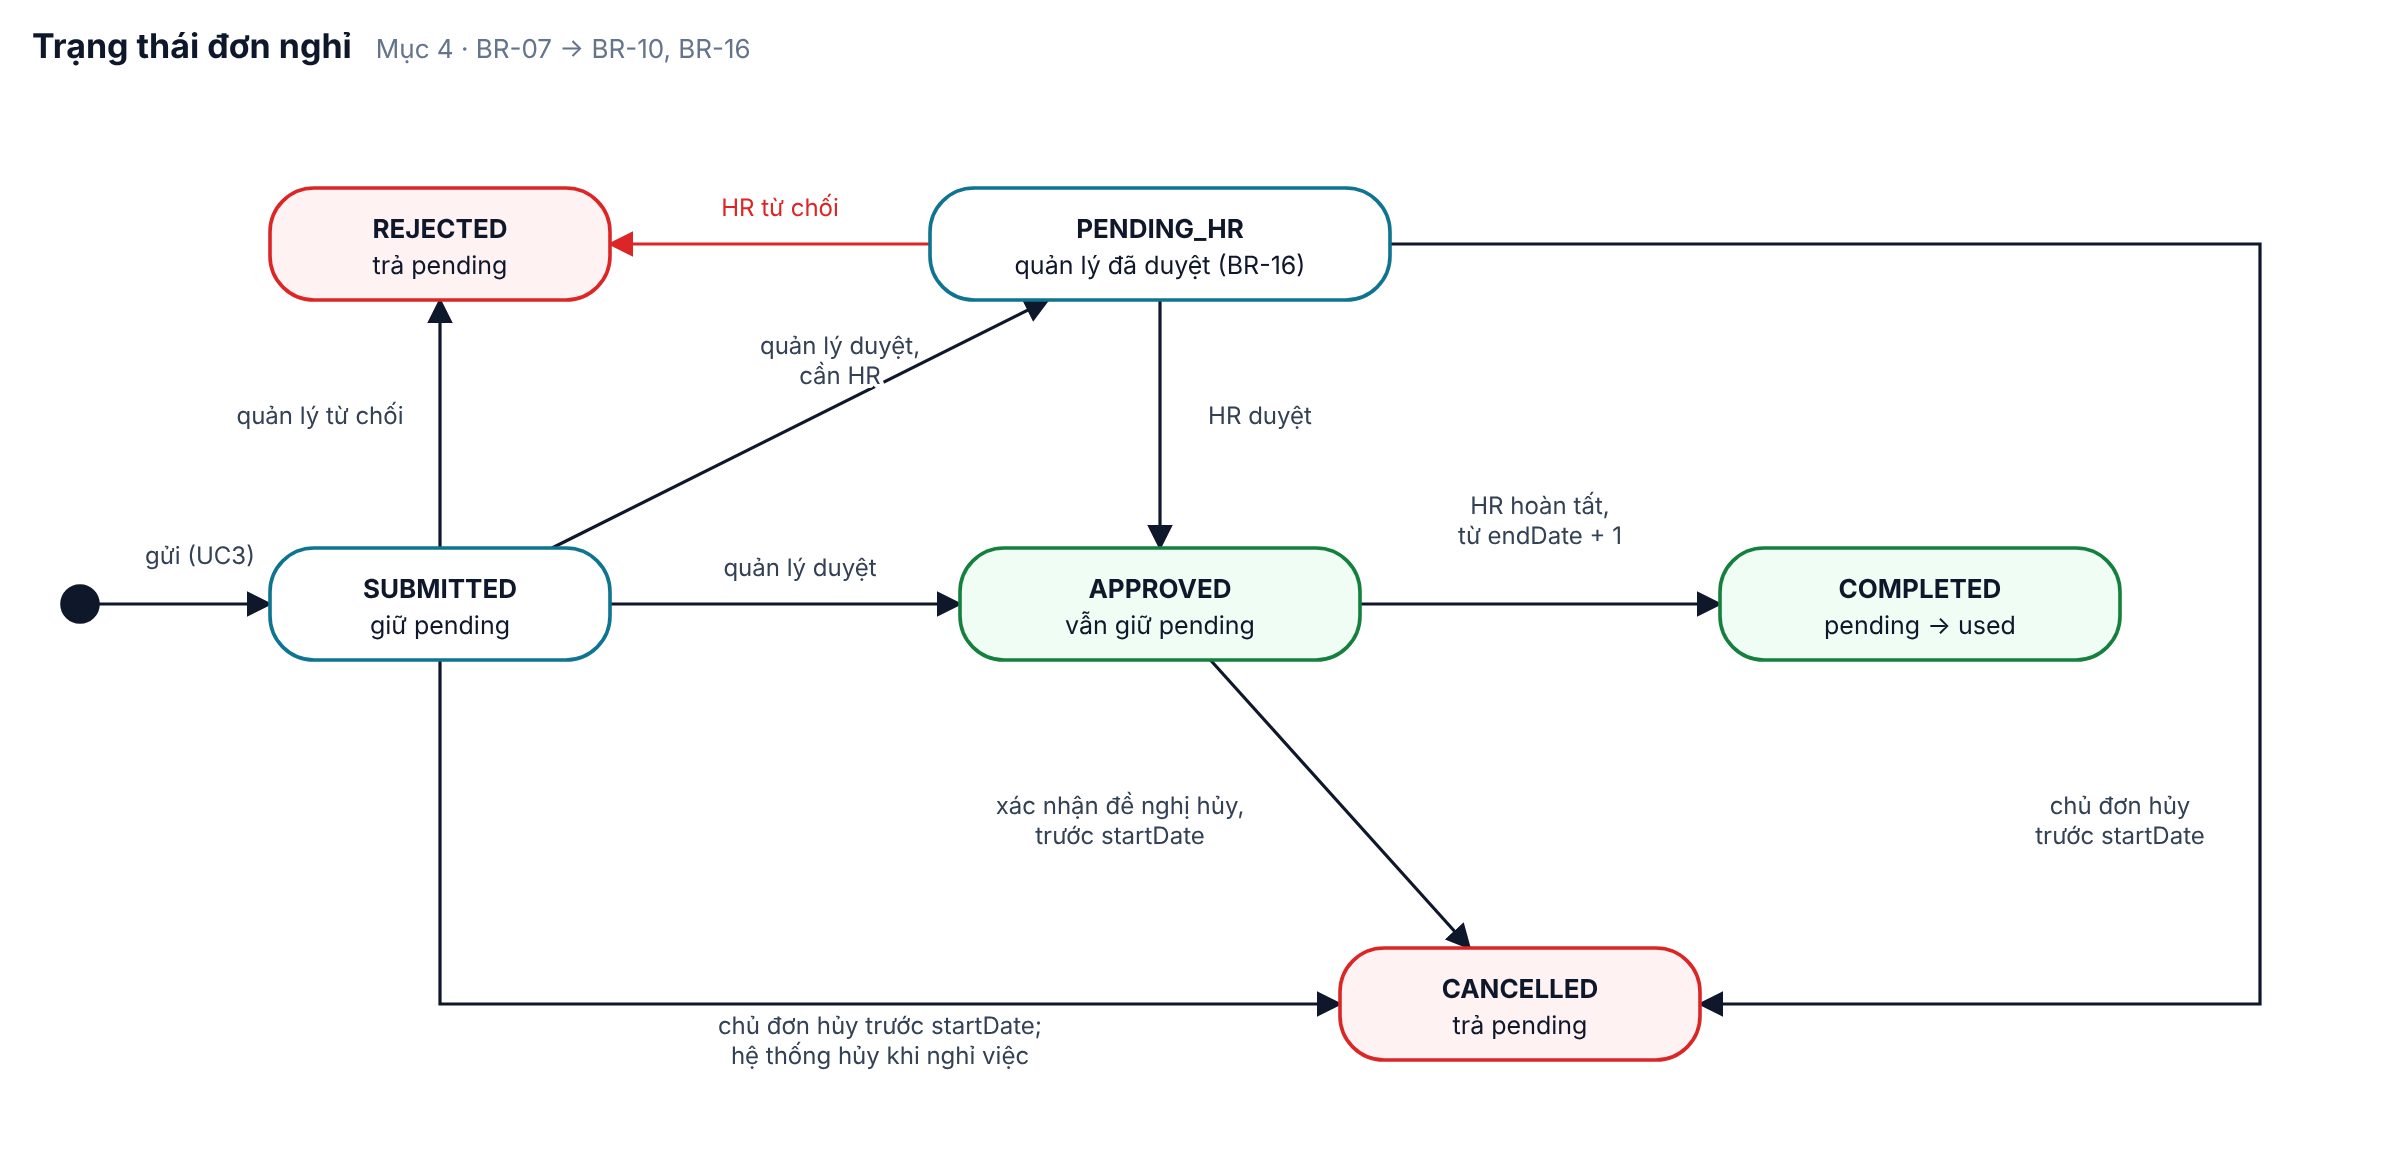 Trạng thái đơn nghỉ
Mục 4 · BR-07 → BR-10, BR-16
REJECTED
trả pending
HR từ chối
PENDING_HR
quản lý đã duyệt (BR-16)
quản lý duyệt,
cần HR
quản lý từ chối
HR duyệt
HR hoàn tất,
từ endDate + 1
gửi (UC3)
SUBMITTED
giữ pending
quản lý duyệt
APPROVED
vẫn giữ pending
COMPLETED
pending → used
xác nhận đề nghị hủy,
trước startDate
chủ đơn hủy
trước startDate
CANCELLED
trả pending
chủ đơn hủy trước startDate;
hệ thống hủy khi nghỉ việc